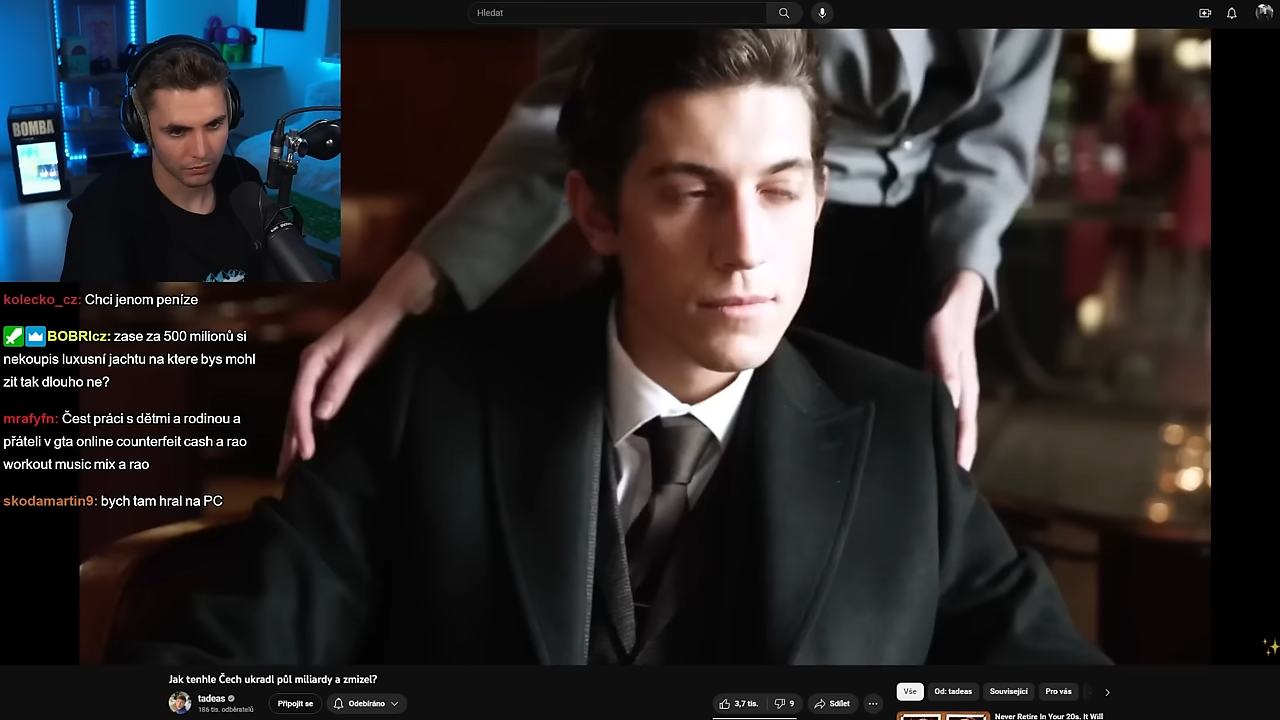 Hledat
BOMBA
kolecko_cz: Chci jenom peníze
BOBRIcz: zase za 500 milionů si
nekoupis luxusní jachtu na ktere bys mohl
zit tak dlouho ne?
mrafyfn: Čest práci s dětmi a rodinou a
přáteli v gta online counterfeit cash a rao
workout music mix a rao
skodamartin9: bych tam hral na PC
Jak tenhle Čech ukradl půl miliardy a zmizel?
tadeas
186 tis. odběratelů
Připojit se
Odebíráno
3,7 tis.
9
Sdílet
Vše
Od: tadeas
Související
Pro vás
Never Retire In Your 20s. It Will